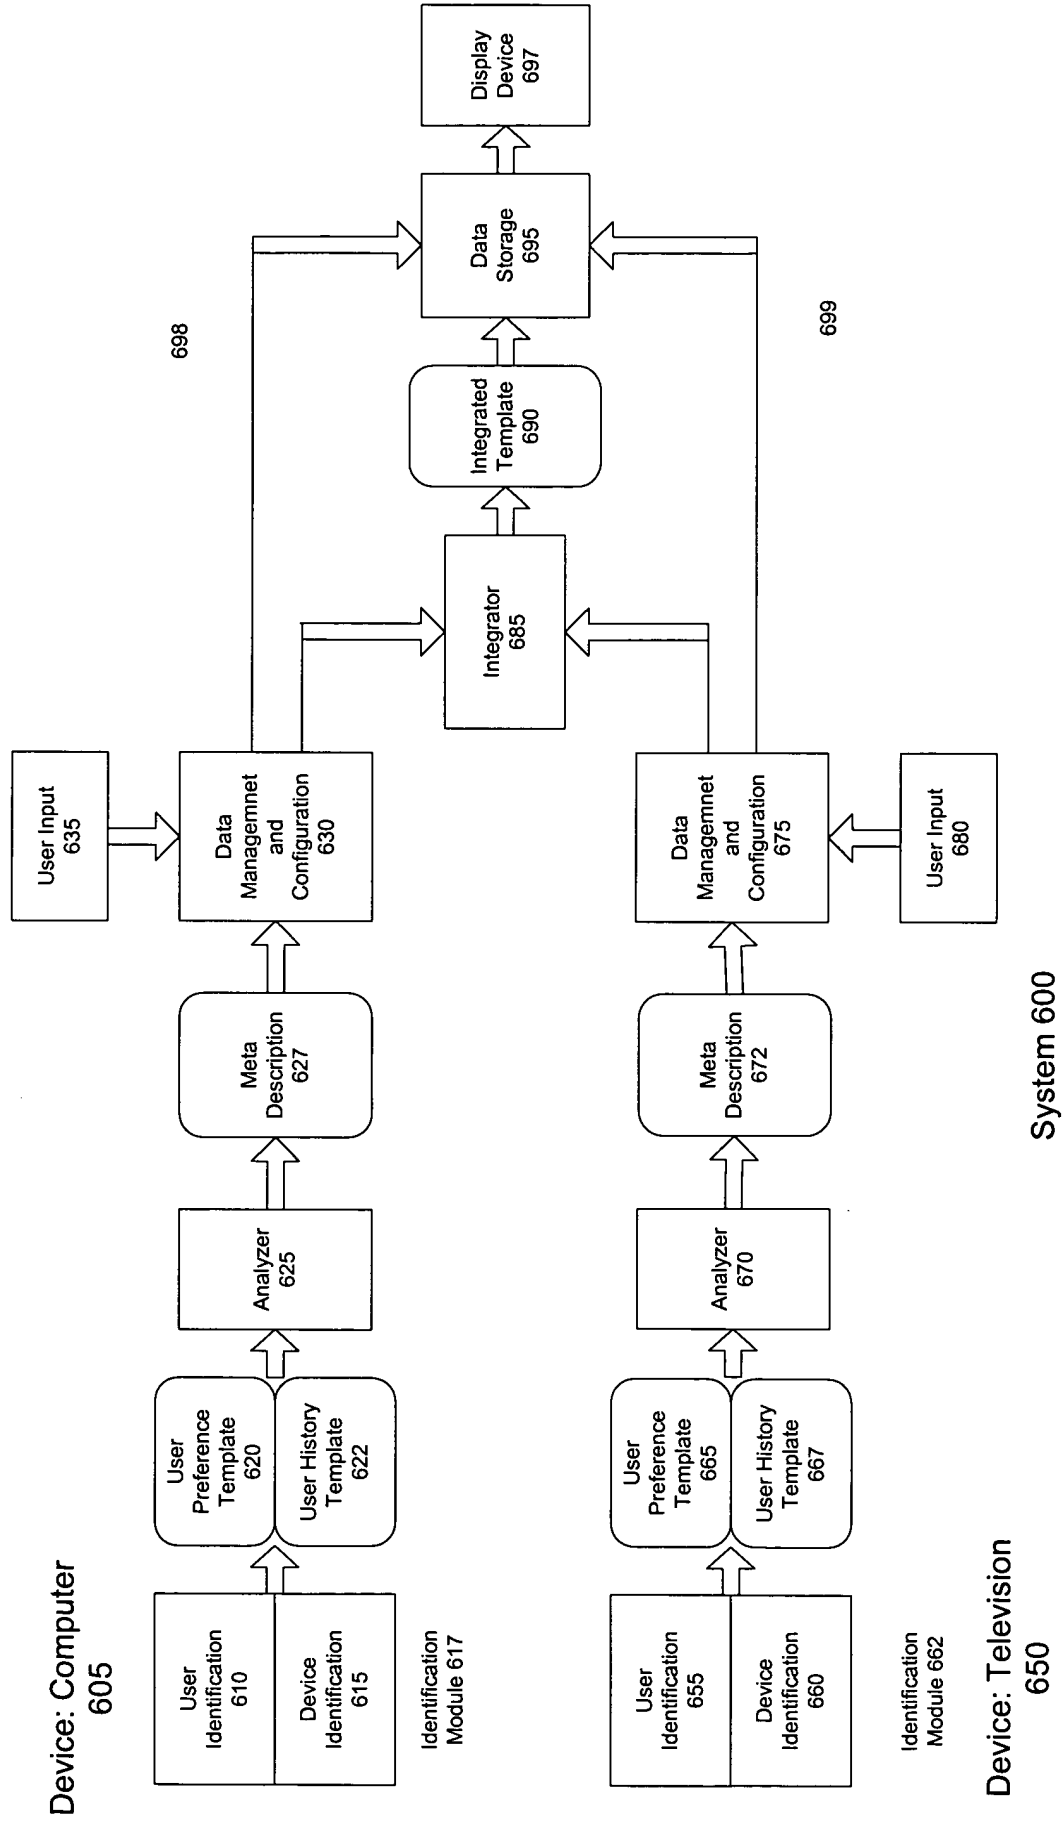 Device: Computer
605
User
Identification
610
Device
Identification
615
Identification
Module 617
User
Preference
Template
620
User History
Template
622
Analyzer
625
Meta
Description
627
User Input
635
Data
Managemnet
and
Configuration
630
698
Integrator
685
Integrated
Template
690
Data
Storage
695
Display
Device
697
699
User
Identification
655
Device
Identification
660
Identification
Module 662
User
Preference
Template
665
User History
Template
667
Analyzer
670
Meta
Description
672
Data
Managemnet
and
Configuration
675
User Input
680
Device: Television
650
System 600